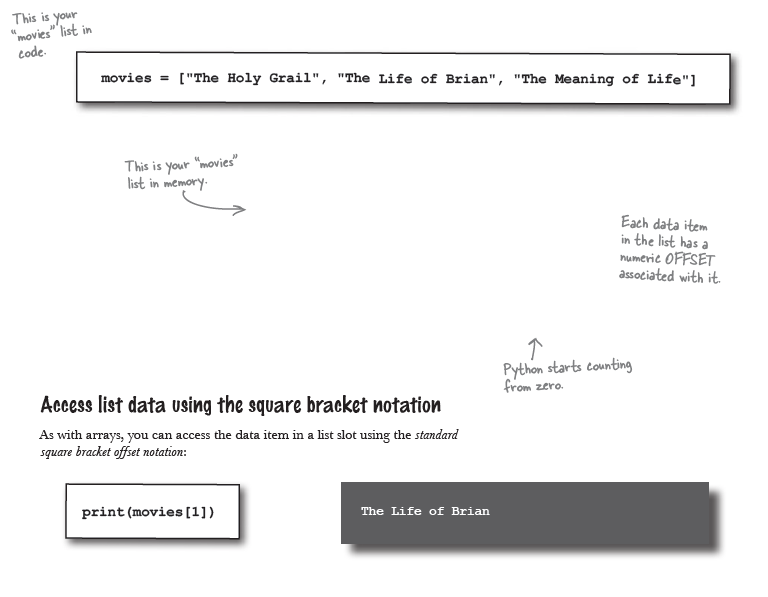 This is your
"movies" list in
code.
movies = ["The Holy Grail", "The Life of Brian", "The Meaning of Life"]
This is your "movies"
list in memory.
Each data item
in the list has a
numeric OFFSET
associated with it.
Python starts counting
from zero.
Access list data using the square bracket notation
As with arrays, you can access the data item in a list slot using the standard
square bracket offset notation:
print(movies[1])
The Life of Brian